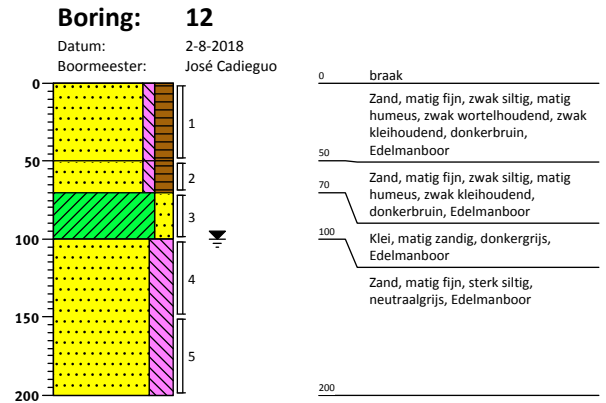 Boring: 12
Datum: 2-8-2018
Boormeester: José Cadieguo
0
50
100
150
200
1
2
3
4
5
0 braak
Zand, matig fijn, zwak siltig, matig
humeus, zwak wortelhoudend, zwak
kleihoudend, donkerbruin,
Edelmanboor
50
Zand, matig fijn, zwak siltig, matig
humeus, zwak kleihoudend,
donkerbruin, Edelmanboor
70
Klei, matig zandig, donkergrijs,
Edelmanboor
100
Zand, matig fijn, sterk siltig,
neutraalgrijs, Edelmanboor
200